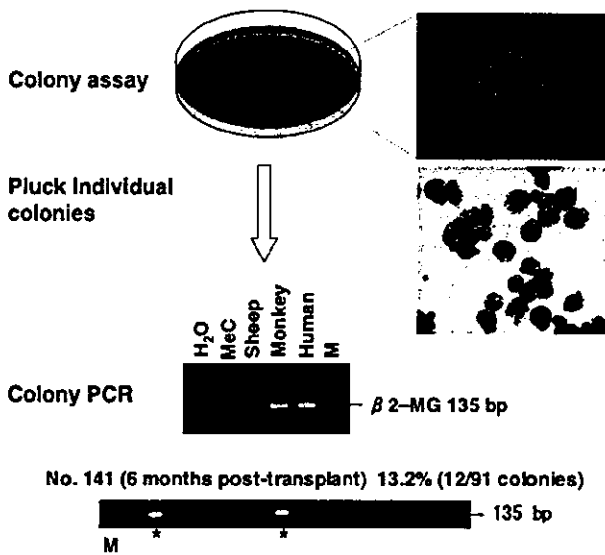 Colony assay
Pluck individual
colonies
H₂O
MeC
Sheep
Monkey
Human
M
Colony PCR
β2–MG 135 bp
No. 141 (6 months post-transplant) 13.2% (12/91 colonies)
135 bp
M * *